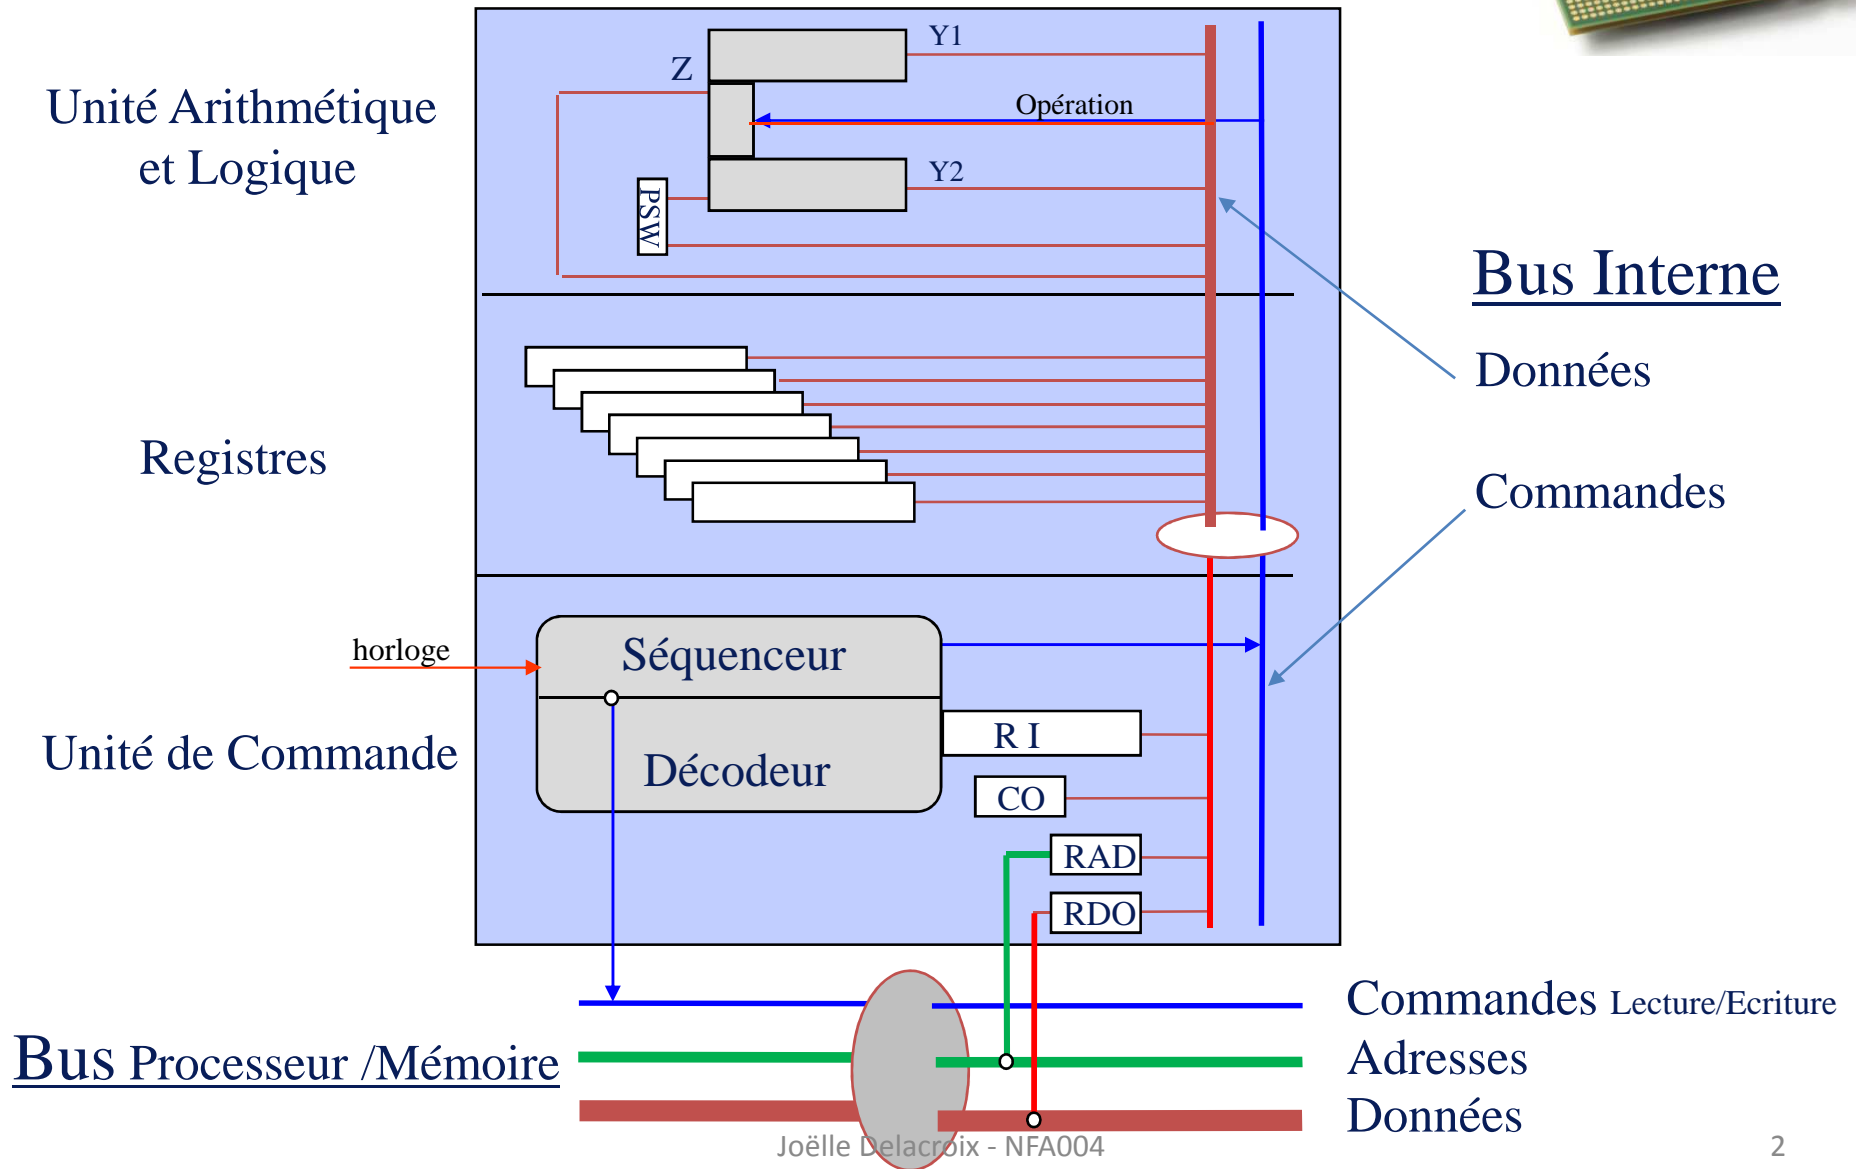 Y1
Z
Unité Arithmétique
et Logique
Opération
Y2
PSW
Bus Interne
Données
Registres
Commandes
horloge
Séquenceur
R I
Unité de Commande
Décodeur
CO
RAD
RDO
Commandes Lecture/Ecriture
Bus Processeur /Mémoire
Adresses
Données
Joëlle Delacroix - NFA004
2